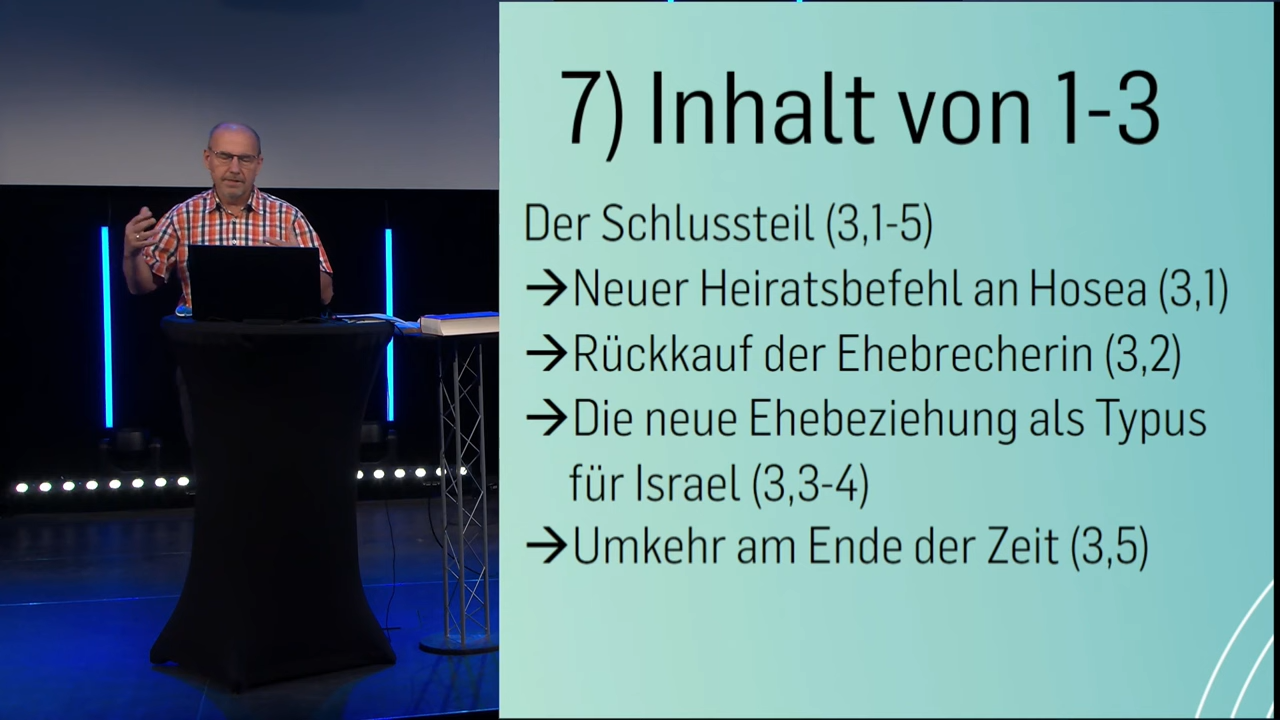 7) Inhalt von 1-3
Der Schlussteil (3,1-5)
→Neuer Heiratsbefehl an Hosea (3,1)
→Rückkauf der Ehebrecherin (3,2)
→Die neue Ehebeziehung als Typus
für Israel (3,3-4)
→Umkehr am Ende der Zeit (3,5)